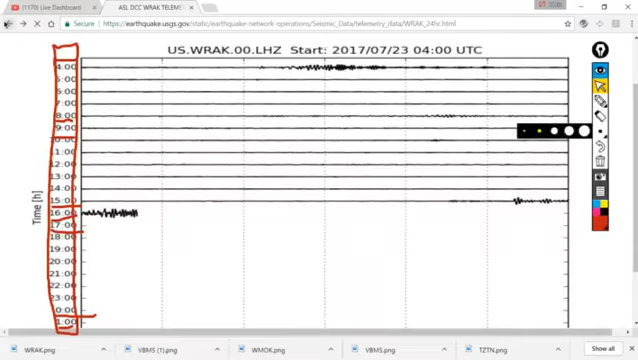 (1170) Live Dashboard
ASL DCC WRAK TELEMET
Secure
https://earthquake.usgs.gov/static/earthquake-network-operations/Seismic_Data/telemetry_data/WRAK_24hr.html
US.WRAK.00.LHZ Start: 2017/07/23 04:00 UTC
Time [h]
4:00
5:00
6:00
7:00
8:00
9:00
10:00
11:00
12:00
13:00
14:00
15:00
16:00
17:00
18:00
19:00
20:00
21:00
22:00
23:00
0:00
1:00
WRAK.png
VBMS (1).png
WMOK.png
VBMS.png
TZTN.png
Show all